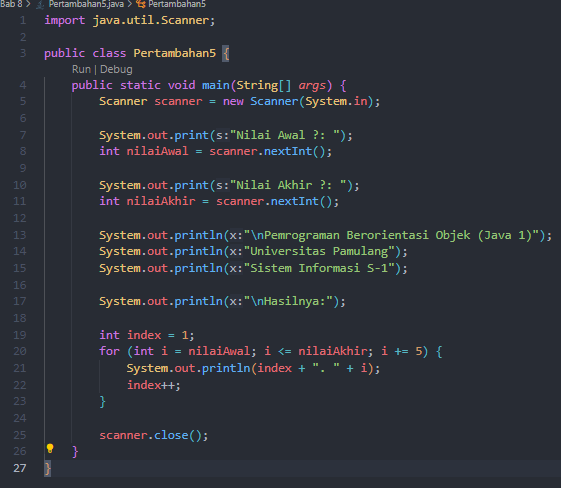 Bab 8 > Pertambahan5.java > Pertambahan5
1 import java.util.Scanner;
2
3 public class Pertambahan5 {
Run | Debug
4 public static void main(String[] args) {
5 Scanner scanner = new Scanner(System.in);
6
7 System.out.print(s:"Nilai Awal ?: ");
8 int nilaiAwal = scanner.nextInt();
9
10 System.out.print(s:"Nilai Akhir ?: ");
11 int nilaiAkhir = scanner.nextInt();
12
13 System.out.println(x:"\nPemrograman Berorientasi Objek (Java 1)");
14 System.out.println(x:"Universitas Pamulang");
15 System.out.println(x:"Sistem Informasi S-1");
16
17 System.out.println(x:"\nHasilnya:");
18
19 int index = 1;
20 for (int i = nilaiAwal; i <= nilaiAkhir; i += 5) {
21 System.out.println(index + ". " + i);
22 index++;
23 }
24
25 scanner.close();
26 }
27 }